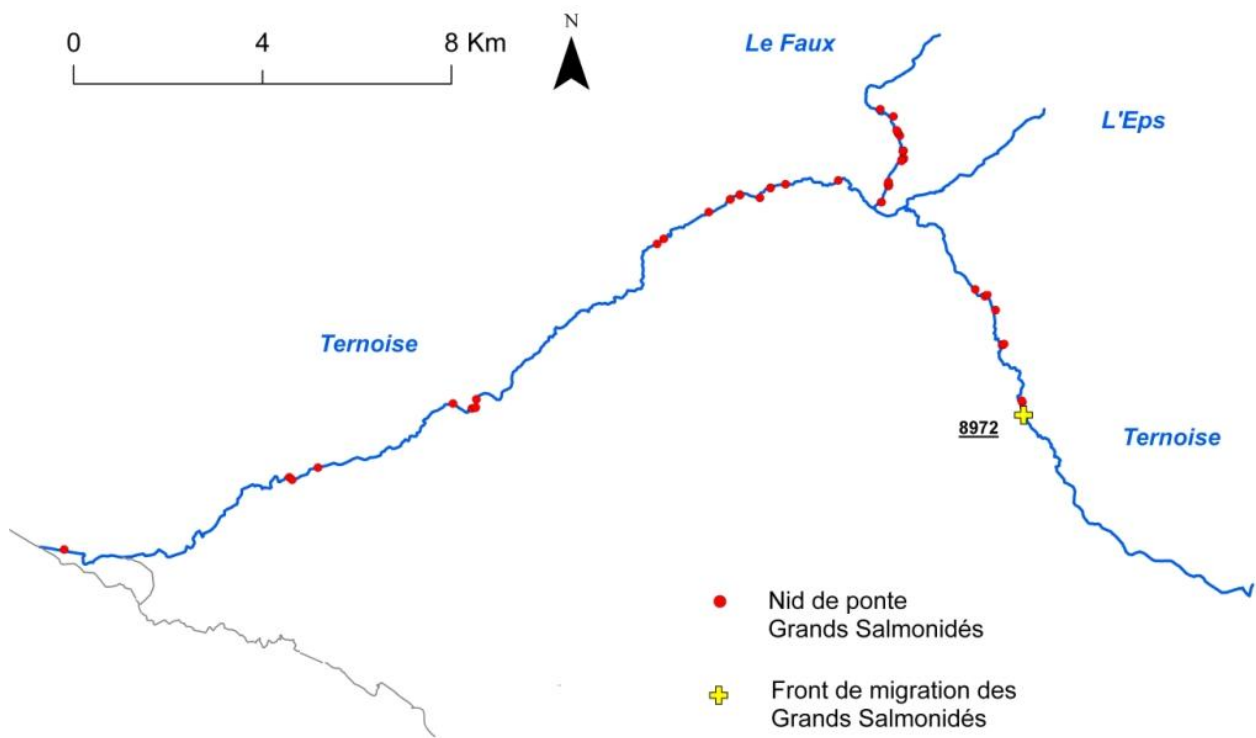 0 4 8 Km
N
Le Faux
L'Eps
Ternoise
8972
Ternoise
Nid de ponte
Grands Salmonidés
Front de migration des
Grands Salmonidés